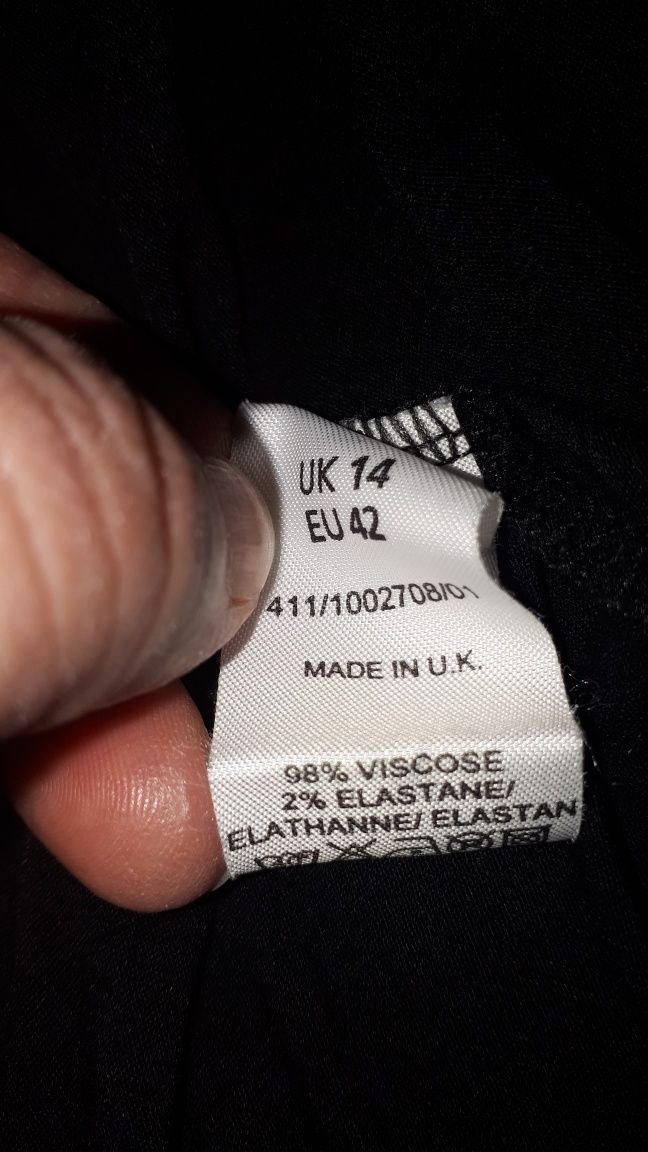 UK 14
EU 42
411/1002708/01
MADE IN U.K.
98% VISCOSE
2% ELASTANE/
ELATHANNE/ ELASTAN